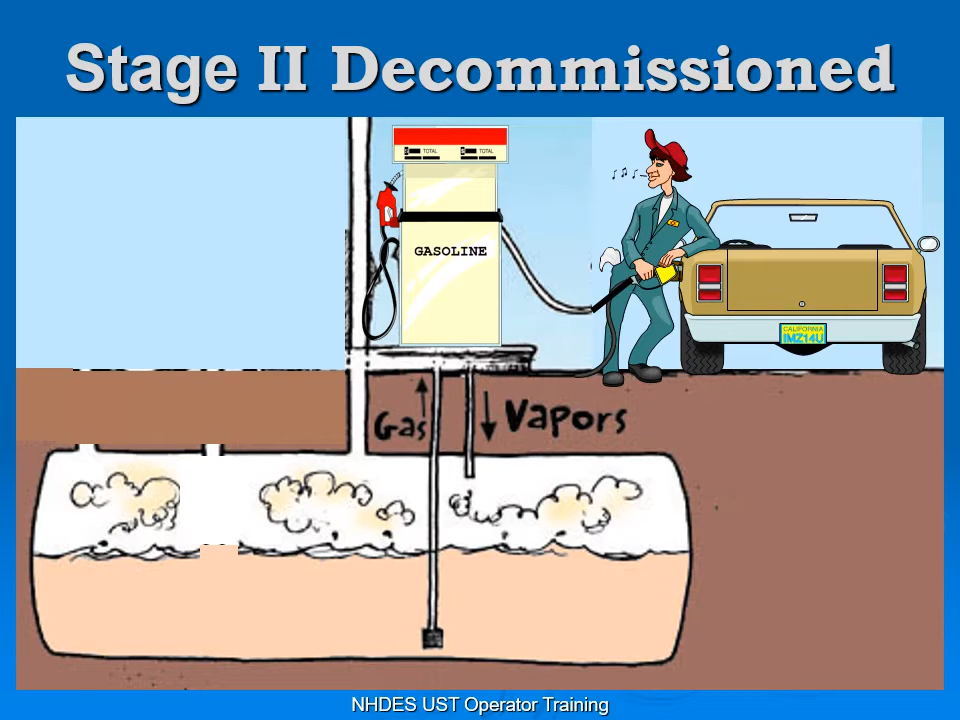 Stage II Decommissioned
TOTAL TOTAL
GASOLINE
CALIFORNIA
IMZ14U
Gas
Vapors
NHDES UST Operator Training